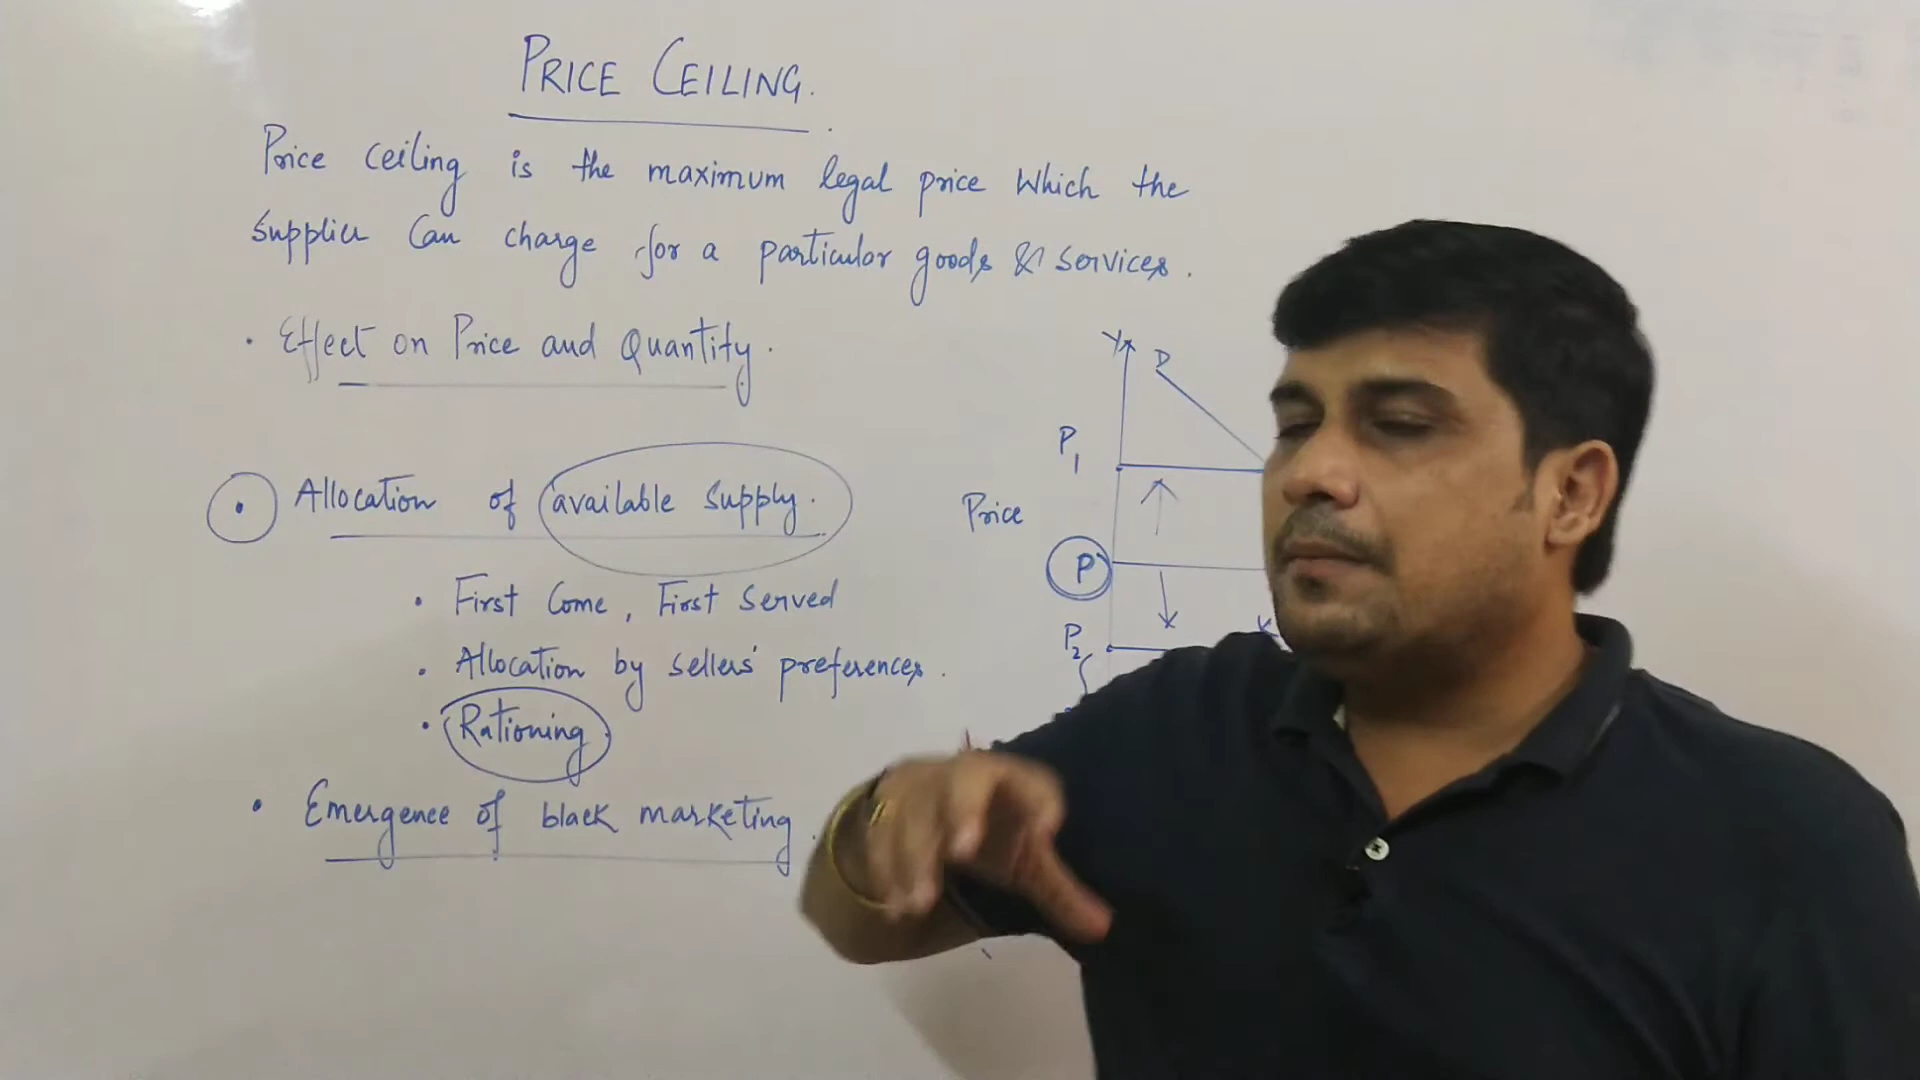 PRICE CEILING.
Price ceiling is the maximum legal price which the
supplier can charge for a particular goods & services.
• Effect on Price and Quantity.
• Allocation of available supply.
• First come, First served
• Allocation by sellers' preferences.
• Rationing.
• Emergence of black marketing.
Y
D
P1
Price
P
P2